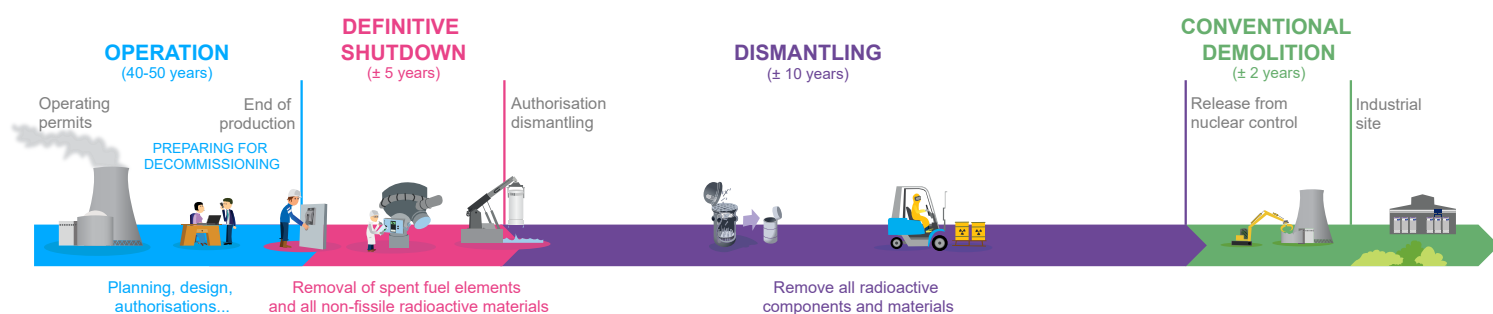 OPERATION
(40-50 years)
Operating
permits
End of
production
PREPARING FOR
DECOMMISSIONING
Planning, design,
authorisations...
DEFINITIVE
SHUTDOWN
(± 5 years)
Authorisation
dismantling
Removal of spent fuel elements
and all non-fissile radioactive materials
DISMANTLING
(± 10 years)
Remove all radioactive
components and materials
CONVENTIONAL
DEMOLITION
(± 2 years)
Release from
nuclear control
Industrial
site